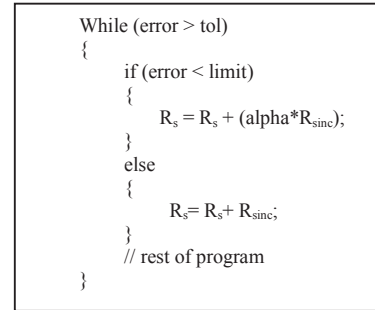 While (error > tol)
{
if (error < limit)
{
Rs = Rs + (alpha*Rsinc);
}
else
{
Rs= Rs+ Rsinc;
}
// rest of program
}